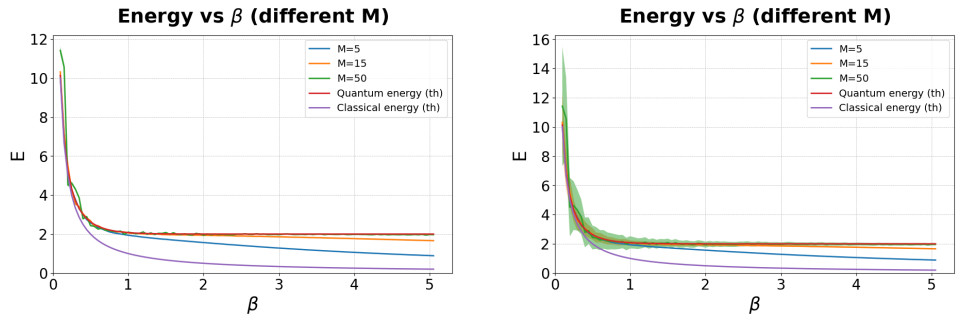 Energy vs β (different M)
12
10
8
6
4
2
0
E
0
1
2
3
4
5
β
M=5
M=15
M=50
Quantum energy (th)
Classical energy (th)
Energy vs β (different M)
16
14
12
10
8
6
4
2
0
E
0
1
2
3
4
5
β
M=5
M=15
M=50
Quantum energy (th)
Classical energy (th)